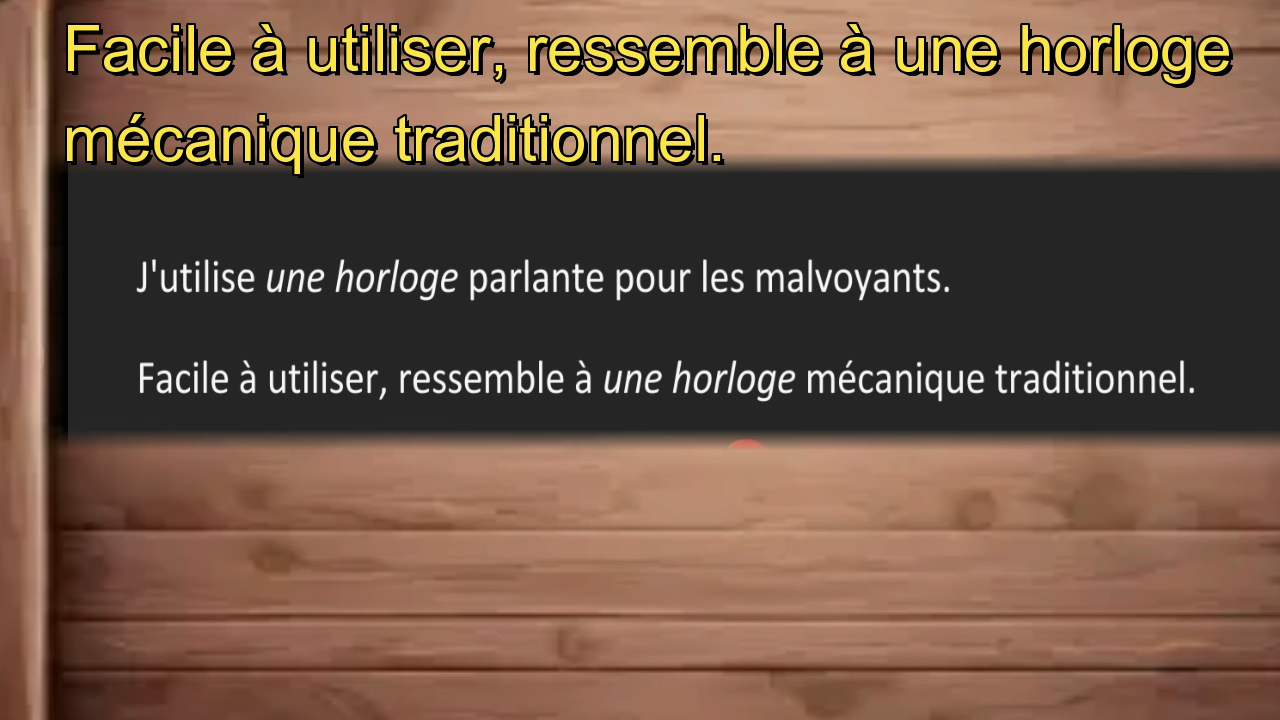 Facile à utiliser, ressemble à une horloge
mécanique traditionnel.
J'utilise une horloge parlante pour les malvoyants.
Facile à utiliser, ressemble à une horloge mécanique traditionnel.